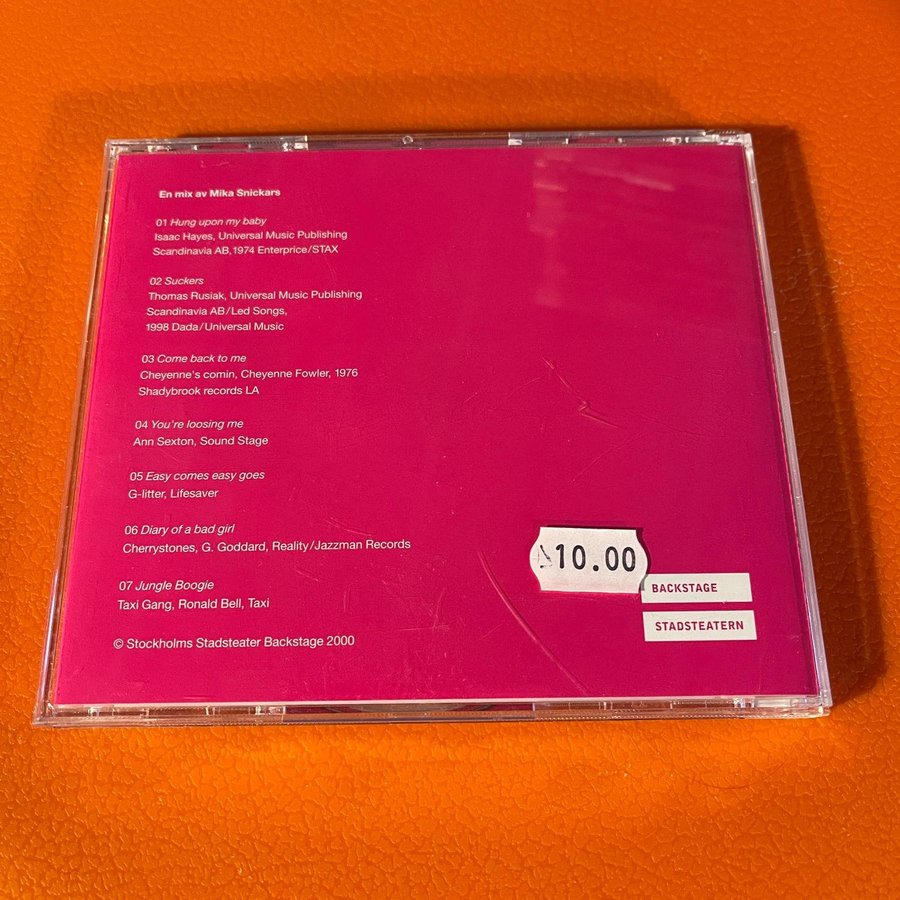 En mix av Mika Snickars
01 Hung upon my baby
Isaac Hayes, Universal Music Publishing
Scandinavia AB,1974 Enterprice/STAX
02 Suckers
Thomas Rusiak, Universal Music Publishing
Scandinavia AB/Led Songs,
1998 Dada/Universal Music
03 Come back to me
Cheyenne's comin, Cheyenne Fowler, 1976
Shadybrook records LA
04 You're loosing me
Ann Sexton, Sound Stage
05 Easy comes easy goes
G-litter, Lifesaver
06 Diary of a bad girl
Cherrystones, G. Goddard, Reality/Jazzman Records
07 Jungle Boogie
Taxi Gang, Ronald Bell, Taxi
© Stockholms Stadsteater Backstage 2000
10.00
BACKSTAGE
STADSTEATERN